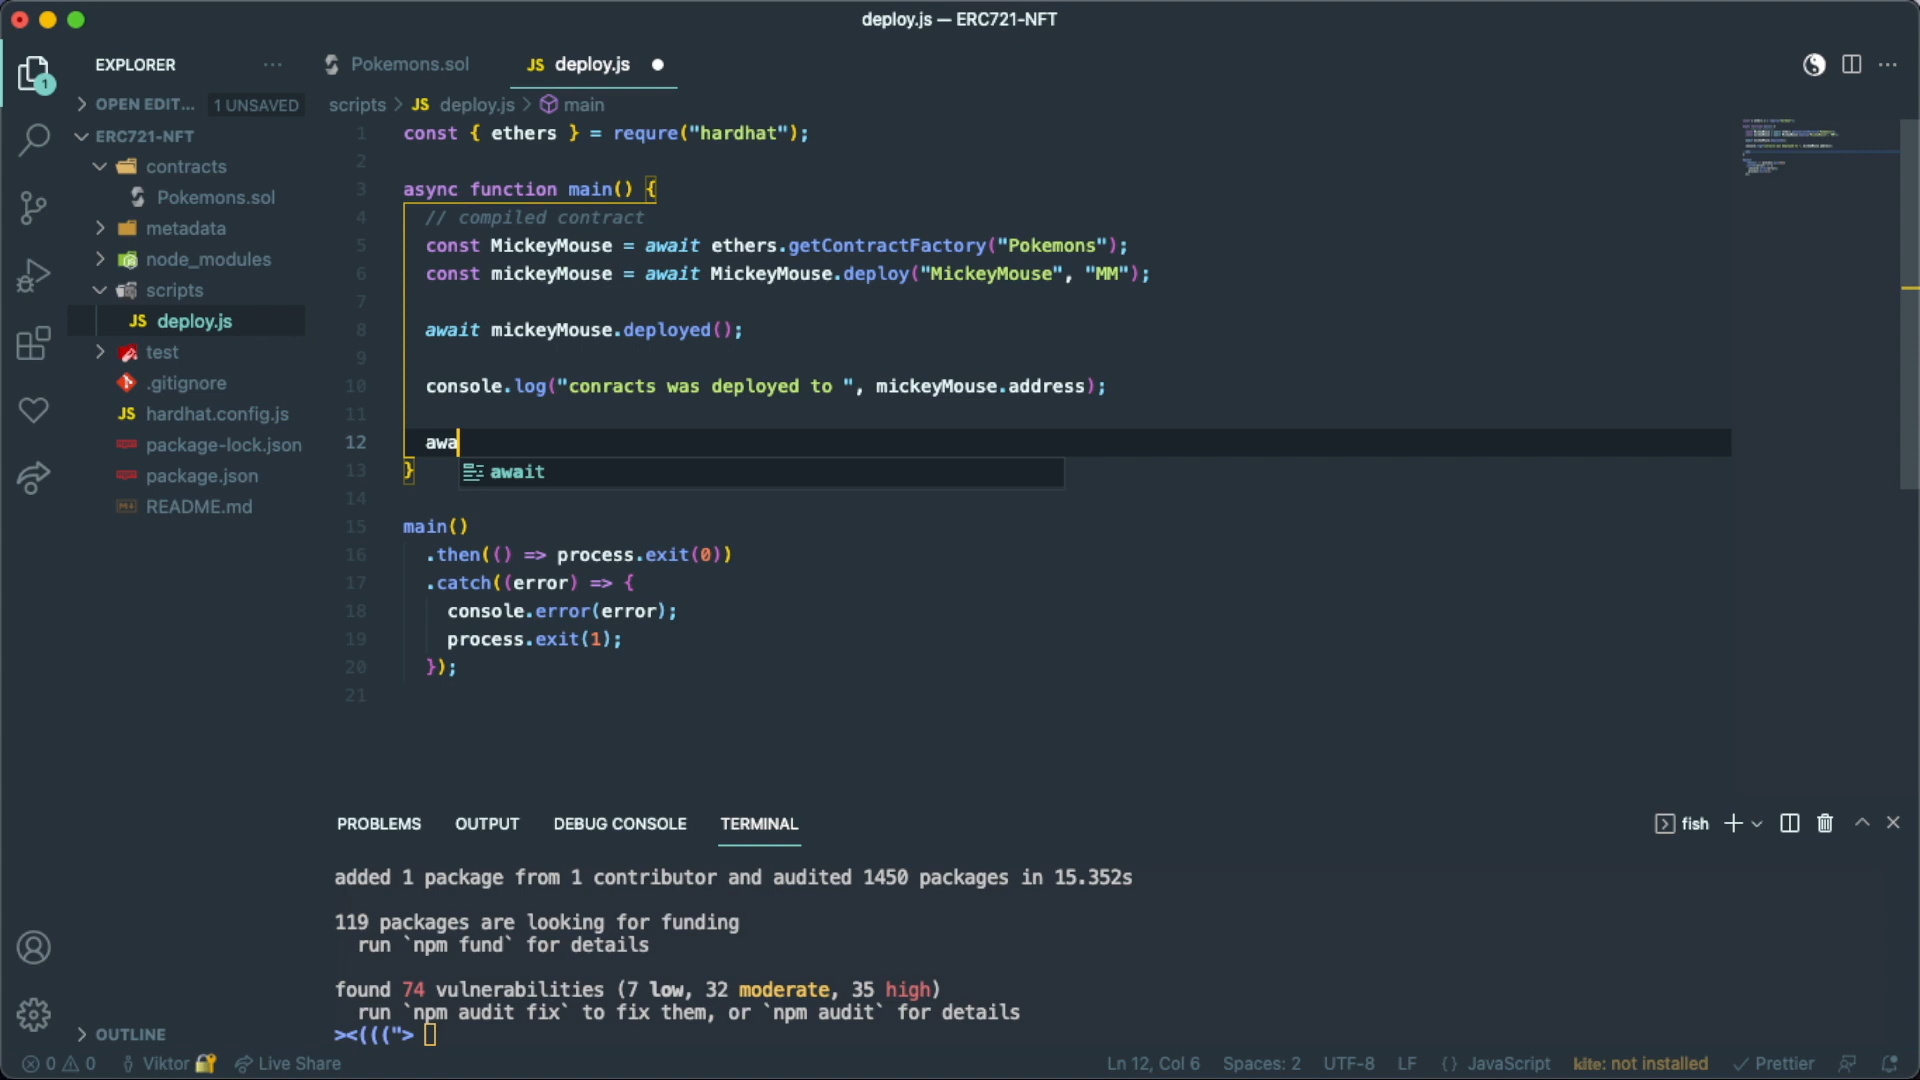 deploy.js — ERC721-NFT
EXPLORER
Pokemons.sol
JS deploy.js
1
OPEN EDIT...
1 UNSAVED
scripts > JS deploy.js > main
ERC721-NFT
contracts
Pokemons.sol
metadata
node_modules
scripts
JS deploy.js
test
.gitignore
JS hardhat.config.js
package-lock.json
package.json
README.md
OUTLINE
1 const { ethers } = requre("hardhat");
2
3 async function main() {
4 // compiled contract
5 const MickeyMouse = await ethers.getContractFactory("Pokemons");
6 const mickeyMouse = await MickeyMouse.deploy("MickeyMouse", "MM");
7
8 await mickeyMouse.deployed();
9
10 console.log("conracts was deployed to ", mickeyMouse.address);
11
12 awa
13 }
await
14
15 main()
16 .then(() => process.exit(0))
17 .catch((error) => {
18 console.error(error);
19 process.exit(1);
20 });
21
PROBLEMS OUTPUT DEBUG CONSOLE TERMINAL
fish
added 1 package from 1 contributor and audited 1450 packages in 15.352s
119 packages are looking for funding
run `npm fund` for details
found 74 vulnerabilities (7 low, 32 moderate, 35 high)
run `npm audit fix` to fix them, or `npm audit` for details
><(((">
0 0 Viktor Live Share
Ln 12, Col 6 Spaces: 2 UTF-8 LF {} JavaScript kite: not installed Prettier